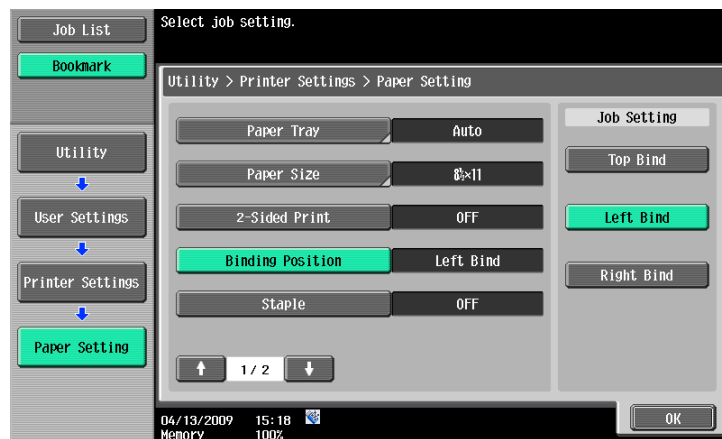 Job List
Select job setting.
Bookmark
Utility > Printer Settings > Paper Setting
Job Setting
Paper Tray Auto
Top Bind
Utility
Paper Size 8½×11
User Settings
2-Sided Print OFF
Left Bind
Binding Position Left Bind
Printer Settings
Right Bind
Staple OFF
Paper Setting
1/2
04/13/2009 15:18
Memory 100%
OK